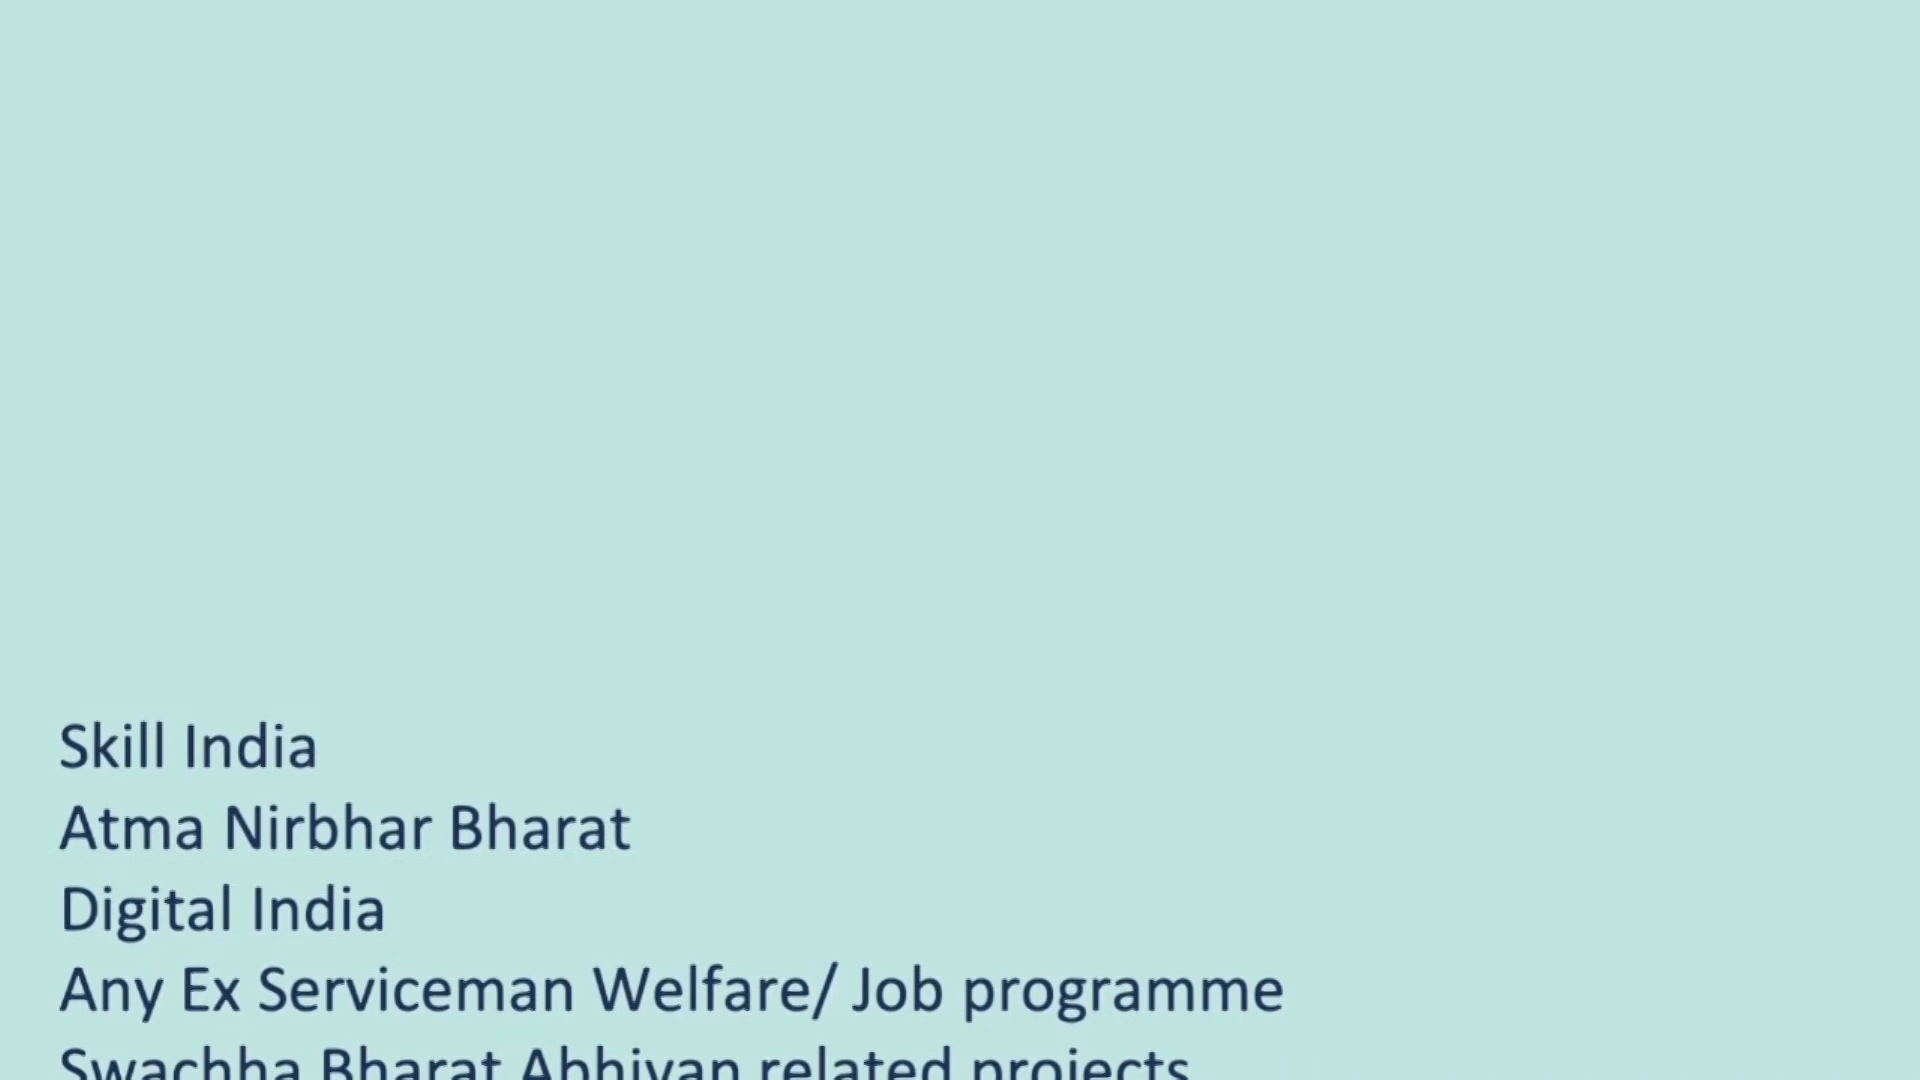 Skill India
Atma Nirbhar Bharat
Digital India
Any Ex Serviceman Welfare/ Job programme
Swachha Bharat Abhiyan related projects